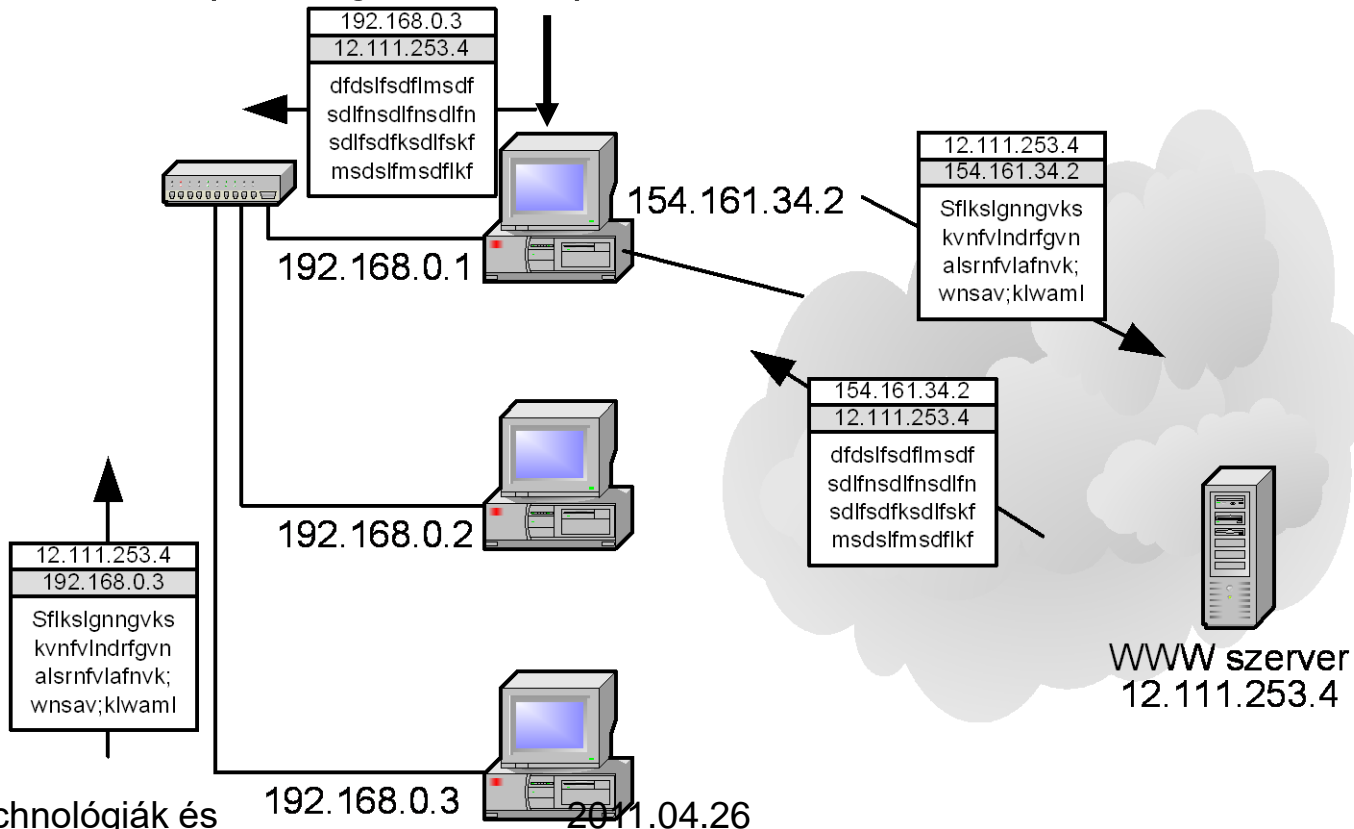 192.168.0.3
12.111.253.4
dfdslfsdflmsdf
sdlfnsdlfnsdlfn
sdlfsdfksdlfskf
msdslfmsdflkf
192.168.0.1
154.161.34.2
12.111.253.4
154.161.34.2
Sflkslgnngvks
kvnfvlndrfgvn
alsrnfvlafnvk;
wnsav;klwaml
154.161.34.2
12.111.253.4
dfdslfsdflmsdf
sdlfnsdlfnsdlfn
sdlfsdfksdlfskf
msdslfmsdflkf
192.168.0.2
12.111.253.4
192.168.0.3
Sflkslgnngvks
kvnfvlndrfgvn
alsrnfvlafnvk;
wnsav;klwaml
WWW szerver
12.111.253.4
192.168.0.3
chnológiák és
2011.04.26